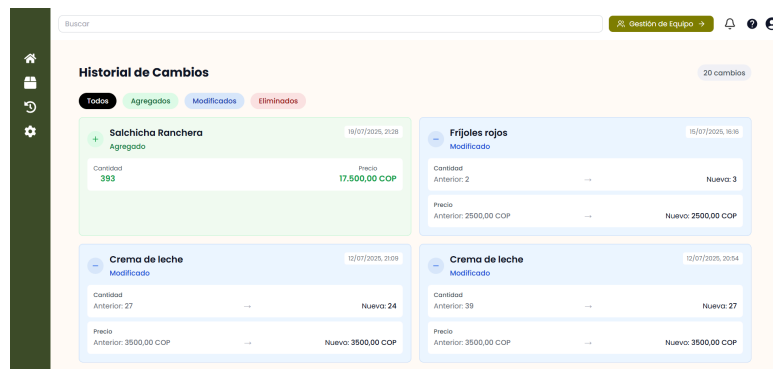 Buscar
Gestión de Equipo →
Historial de Cambios
20 cambios
Todos Agregados Modificados Eliminados
Salchicha Ranchera 19/07/2025, 21:28
Agregado
Cantidad Precio
393 17.500,00 COP
Fríjoles rojos 15/07/2025, 16:16
Modificado
Cantidad
Anterior: 2 → Nueva: 3
Precio
Anterior: 2500,00 COP → Nuevo: 2500,00 COP
Crema de leche 12/07/2025, 21:09
Modificado
Cantidad
Anterior: 27 → Nueva: 24
Precio
Anterior: 3500,00 COP → Nuevo: 3500,00 COP
Crema de leche 12/07/2025, 20:54
Modificado
Cantidad
Anterior: 39 → Nueva: 27
Precio
Anterior: 3500,00 COP → Nuevo: 3500,00 COP